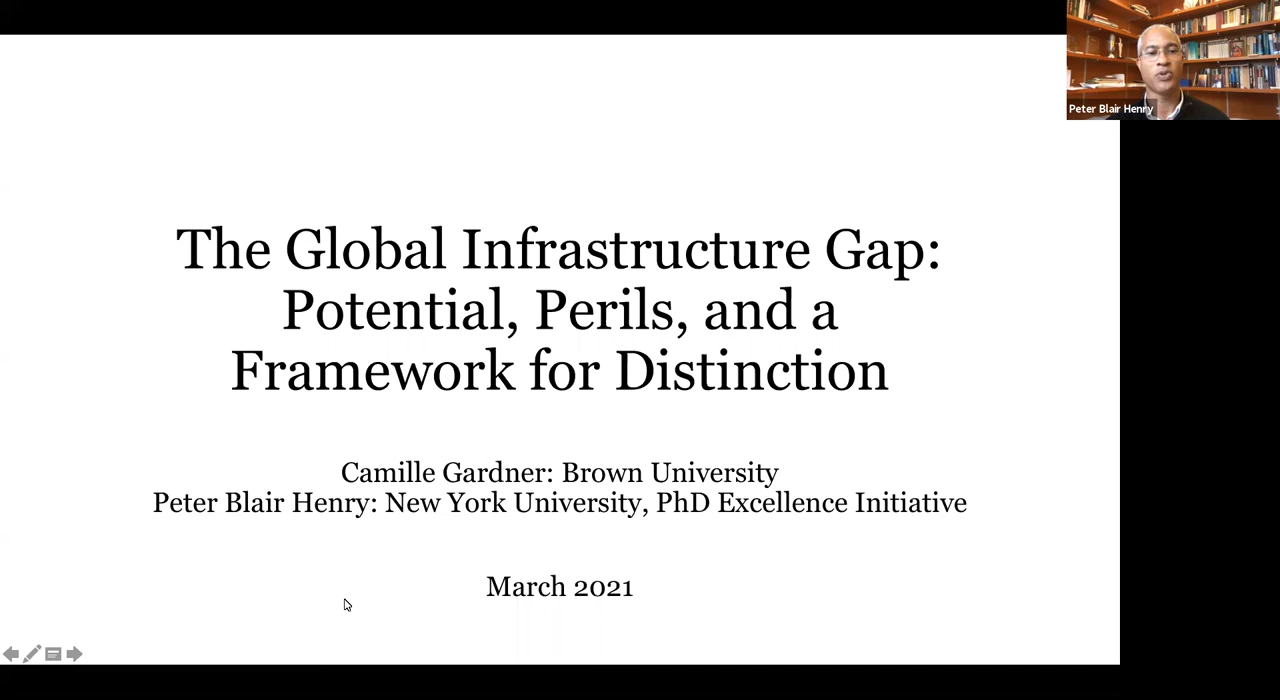 Peter Blair Henry
The Global Infrastructure Gap:
Potential, Perils, and a
Framework for Distinction
Camille Gardner: Brown University
Peter Blair Henry: New York University, PhD Excellence Initiative
March 2021